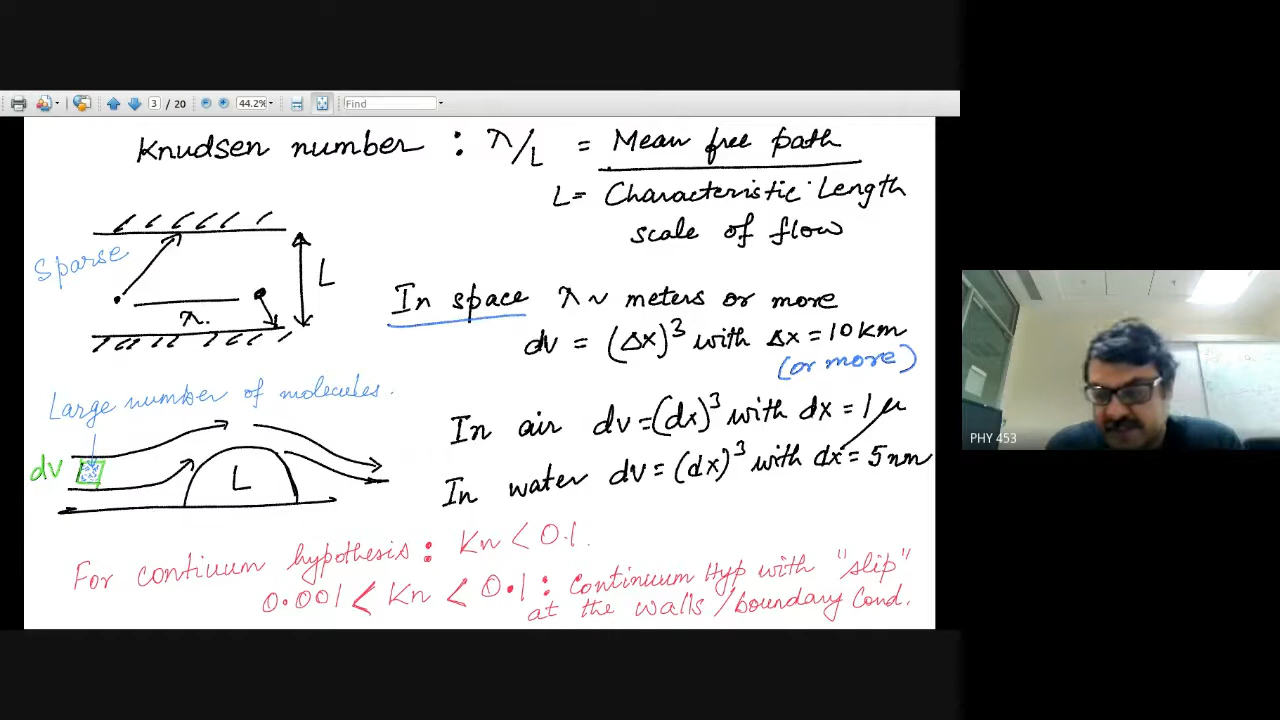 3 / 20
44.2%
Find
Knudsen number : λ/L = Mean free path
L = Characteristic Length
scale of flow
Sparse
L
λ.
In space λ ~ meters or more
dv = (Δx)³ with Δx = 10 km
(or more)
Large number of molecules.
In air dv = (dx)³ with dx = 1 μ
dv
L
In water dv = (dx)³ with dx = 5 nm
For contiuum hypothesis : Kn < 0.1.
0.001 < Kn < 0.1 : Continuum Hyp with "slip"
at the walls / boundary Cond.
PHY 453